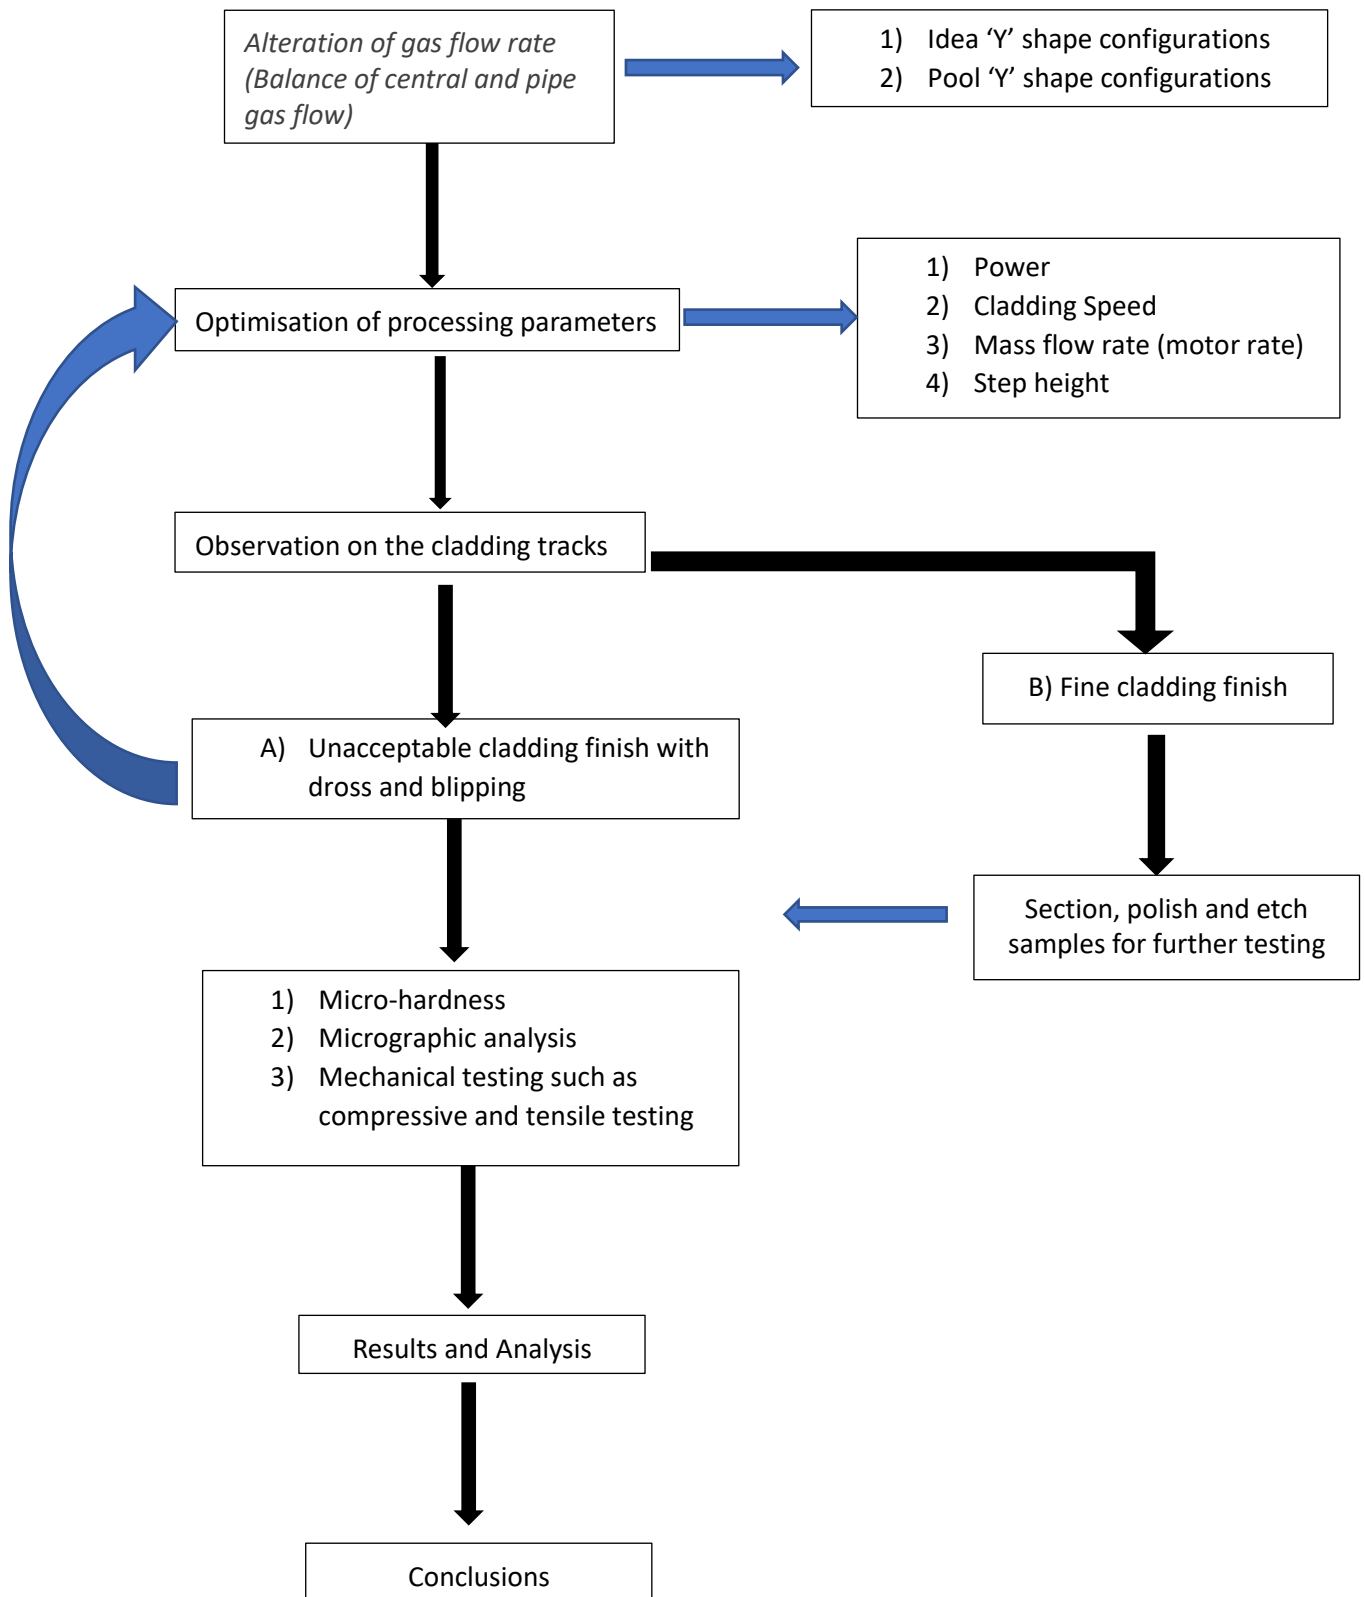 Alteration of gas flow rate
(Balance of central and pipe
gas flow)
1) Idea ‘Y’ shape configurations
2) Pool ‘Y’ shape configurations
Optimisation of processing parameters
1) Power
2) Cladding Speed
3) Mass flow rate (motor rate)
4) Step height
Observation on the cladding tracks
B) Fine cladding finish
A) Unacceptable cladding finish with
dross and blipping
Section, polish and etch
samples for further testing
1) Micro-hardness
2) Micrographic analysis
3) Mechanical testing such as
compressive and tensile testing
Results and Analysis
Conclusions